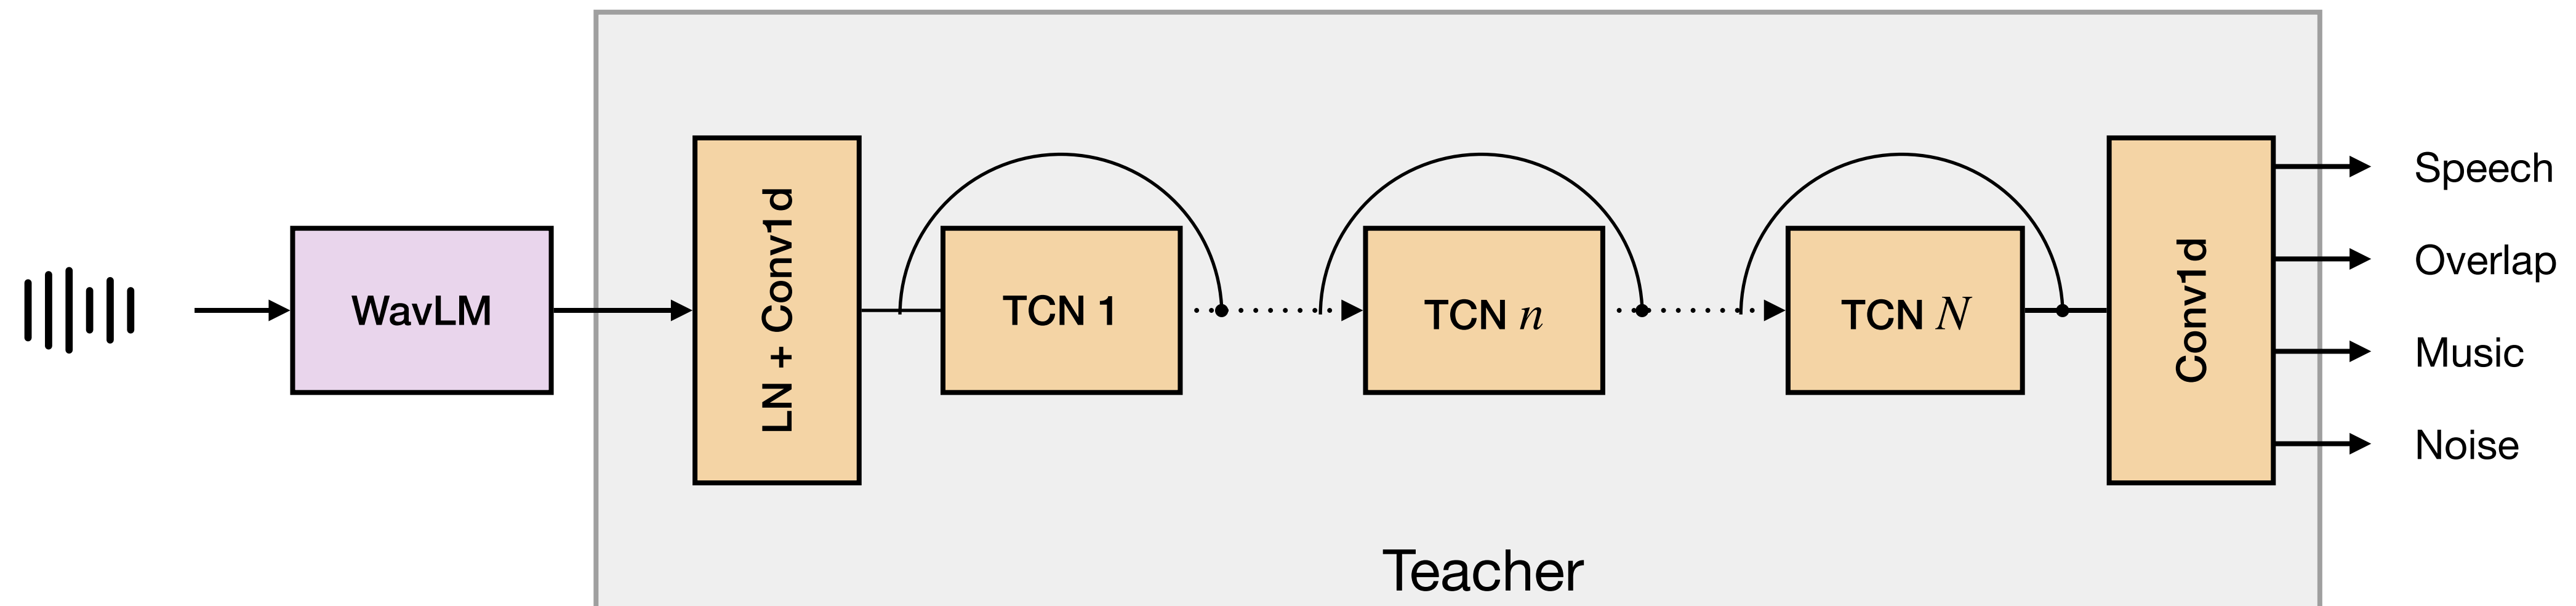 WavLM
LN + Conv1d
TCN 1
TCN n
TCN N
Conv1d
Speech
Overlap
Music
Noise
Teacher